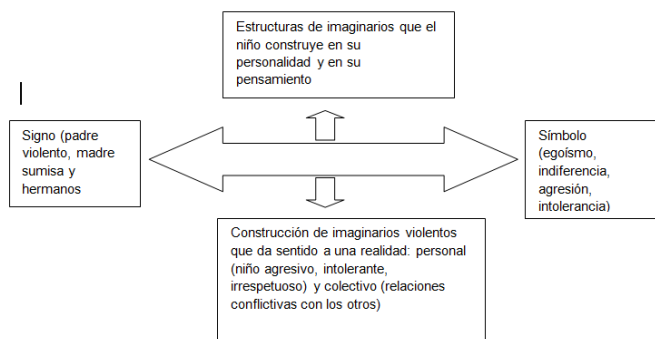 Estructuras de imaginarios que el
niño construye en su
personalidad y en su
pensamiento
Signo (padre
violento, madre
sumisa y
hermanos
Símbolo
(egoísmo,
indiferencia,
agresión,
intolerancia)
Construcción de imaginarios violentos
que da sentido a una realidad: personal
(niño agresivo, intolerante,
irrespetuoso) y colectivo (relaciones
conflictivas con los otros)